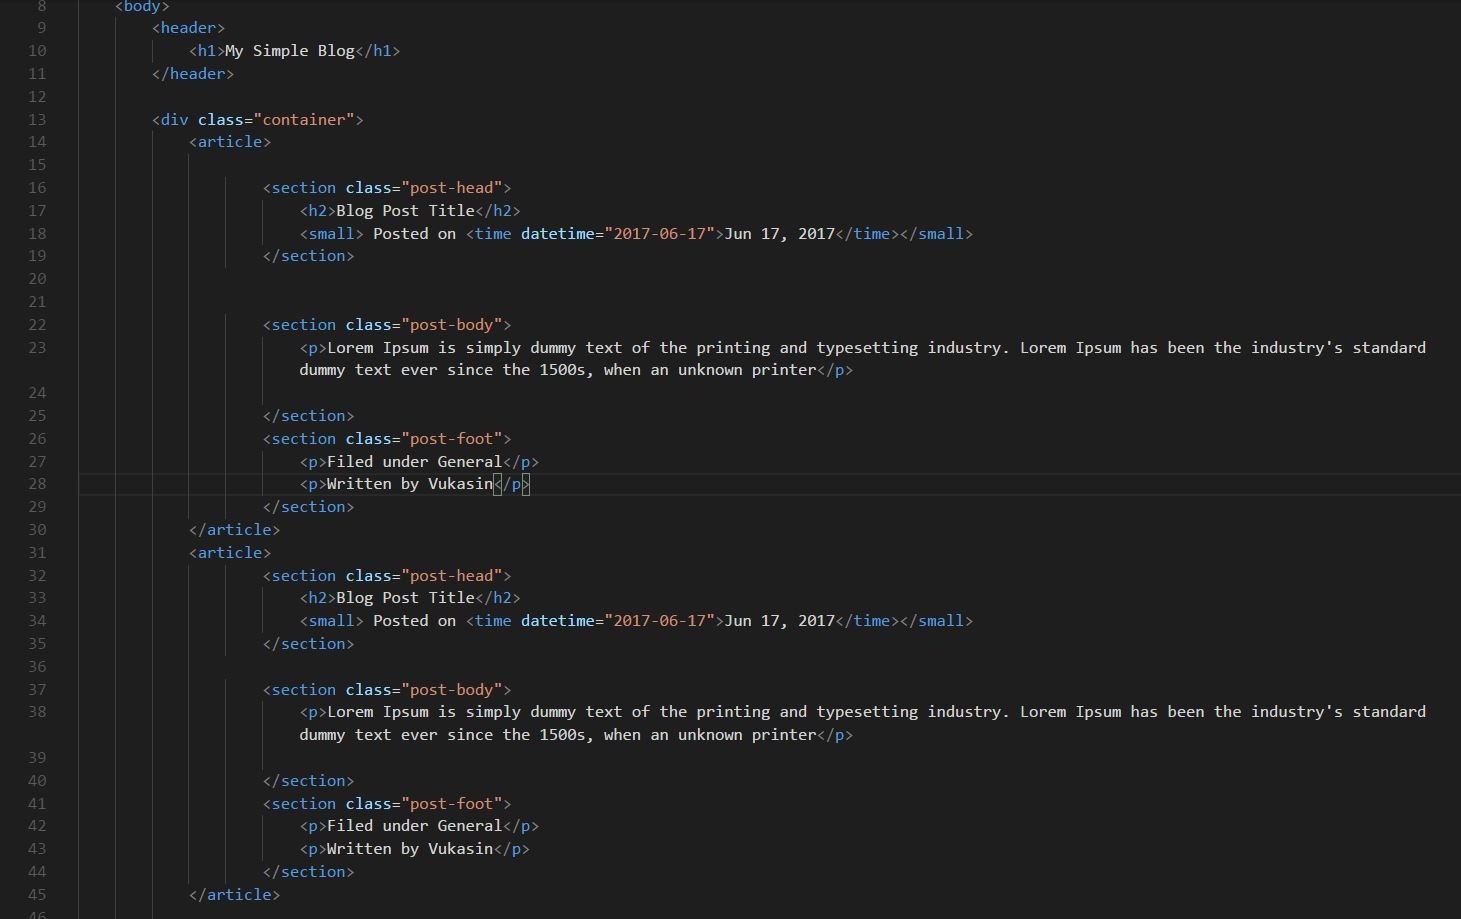 8 <body>
9 <header>
10 <h1>My Simple Blog</h1>
11 </header>
12
13 <div class="container">
14 <article>
15
16 <section class="post-head">
17 <h2>Blog Post Title</h2>
18 <small> Posted on <time datetime="2017-06-17">Jun 17, 2017</time></small>
19 </section>
20
21
22 <section class="post-body">
23 <p>Lorem Ipsum is simply dummy text of the printing and typesetting industry. Lorem Ipsum has been the industry's standard
dummy text ever since the 1500s, when an unknown printer</p>
24
25 </section>
26 <section class="post-foot">
27 <p>Filed under General</p>
28 <p>Written by Vukasin</p>
29 </section>
30 </article>
31 <article>
32 <section class="post-head">
33 <h2>Blog Post Title</h2>
34 <small> Posted on <time datetime="2017-06-17">Jun 17, 2017</time></small>
35 </section>
36
37 <section class="post-body">
38 <p>Lorem Ipsum is simply dummy text of the printing and typesetting industry. Lorem Ipsum has been the industry's standard
dummy text ever since the 1500s, when an unknown printer</p>
39
40 </section>
41 <section class="post-foot">
42 <p>Filed under General</p>
43 <p>Written by Vukasin</p>
44 </section>
45 </article>
46